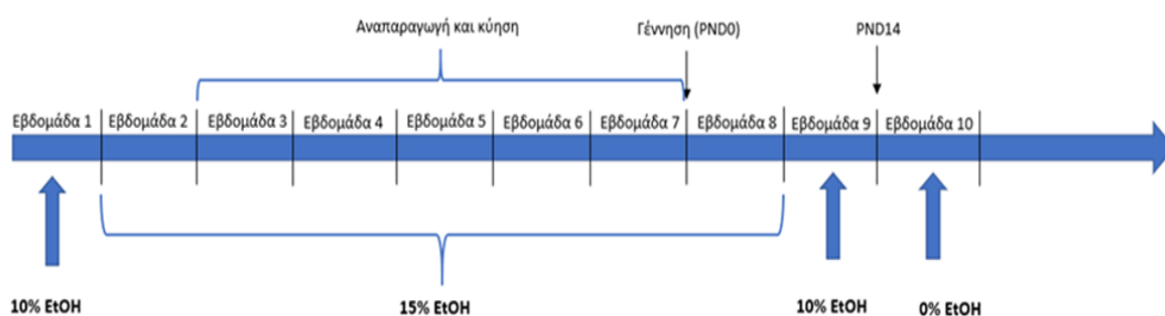 Αναπαραγωγή και κύηση
Γέννηση (PND0)
PND14
Εβδομάδα 1
Εβδομάδα 2
Εβδομάδα 3
Εβδομάδα 4
Εβδομάδα 5
Εβδομάδα 6
Εβδομάδα 7
Εβδομάδα 8
Εβδομάδα 9
Εβδομάδα 10
10% EtOH
15% EtOH
10% EtOH
0% EtOH